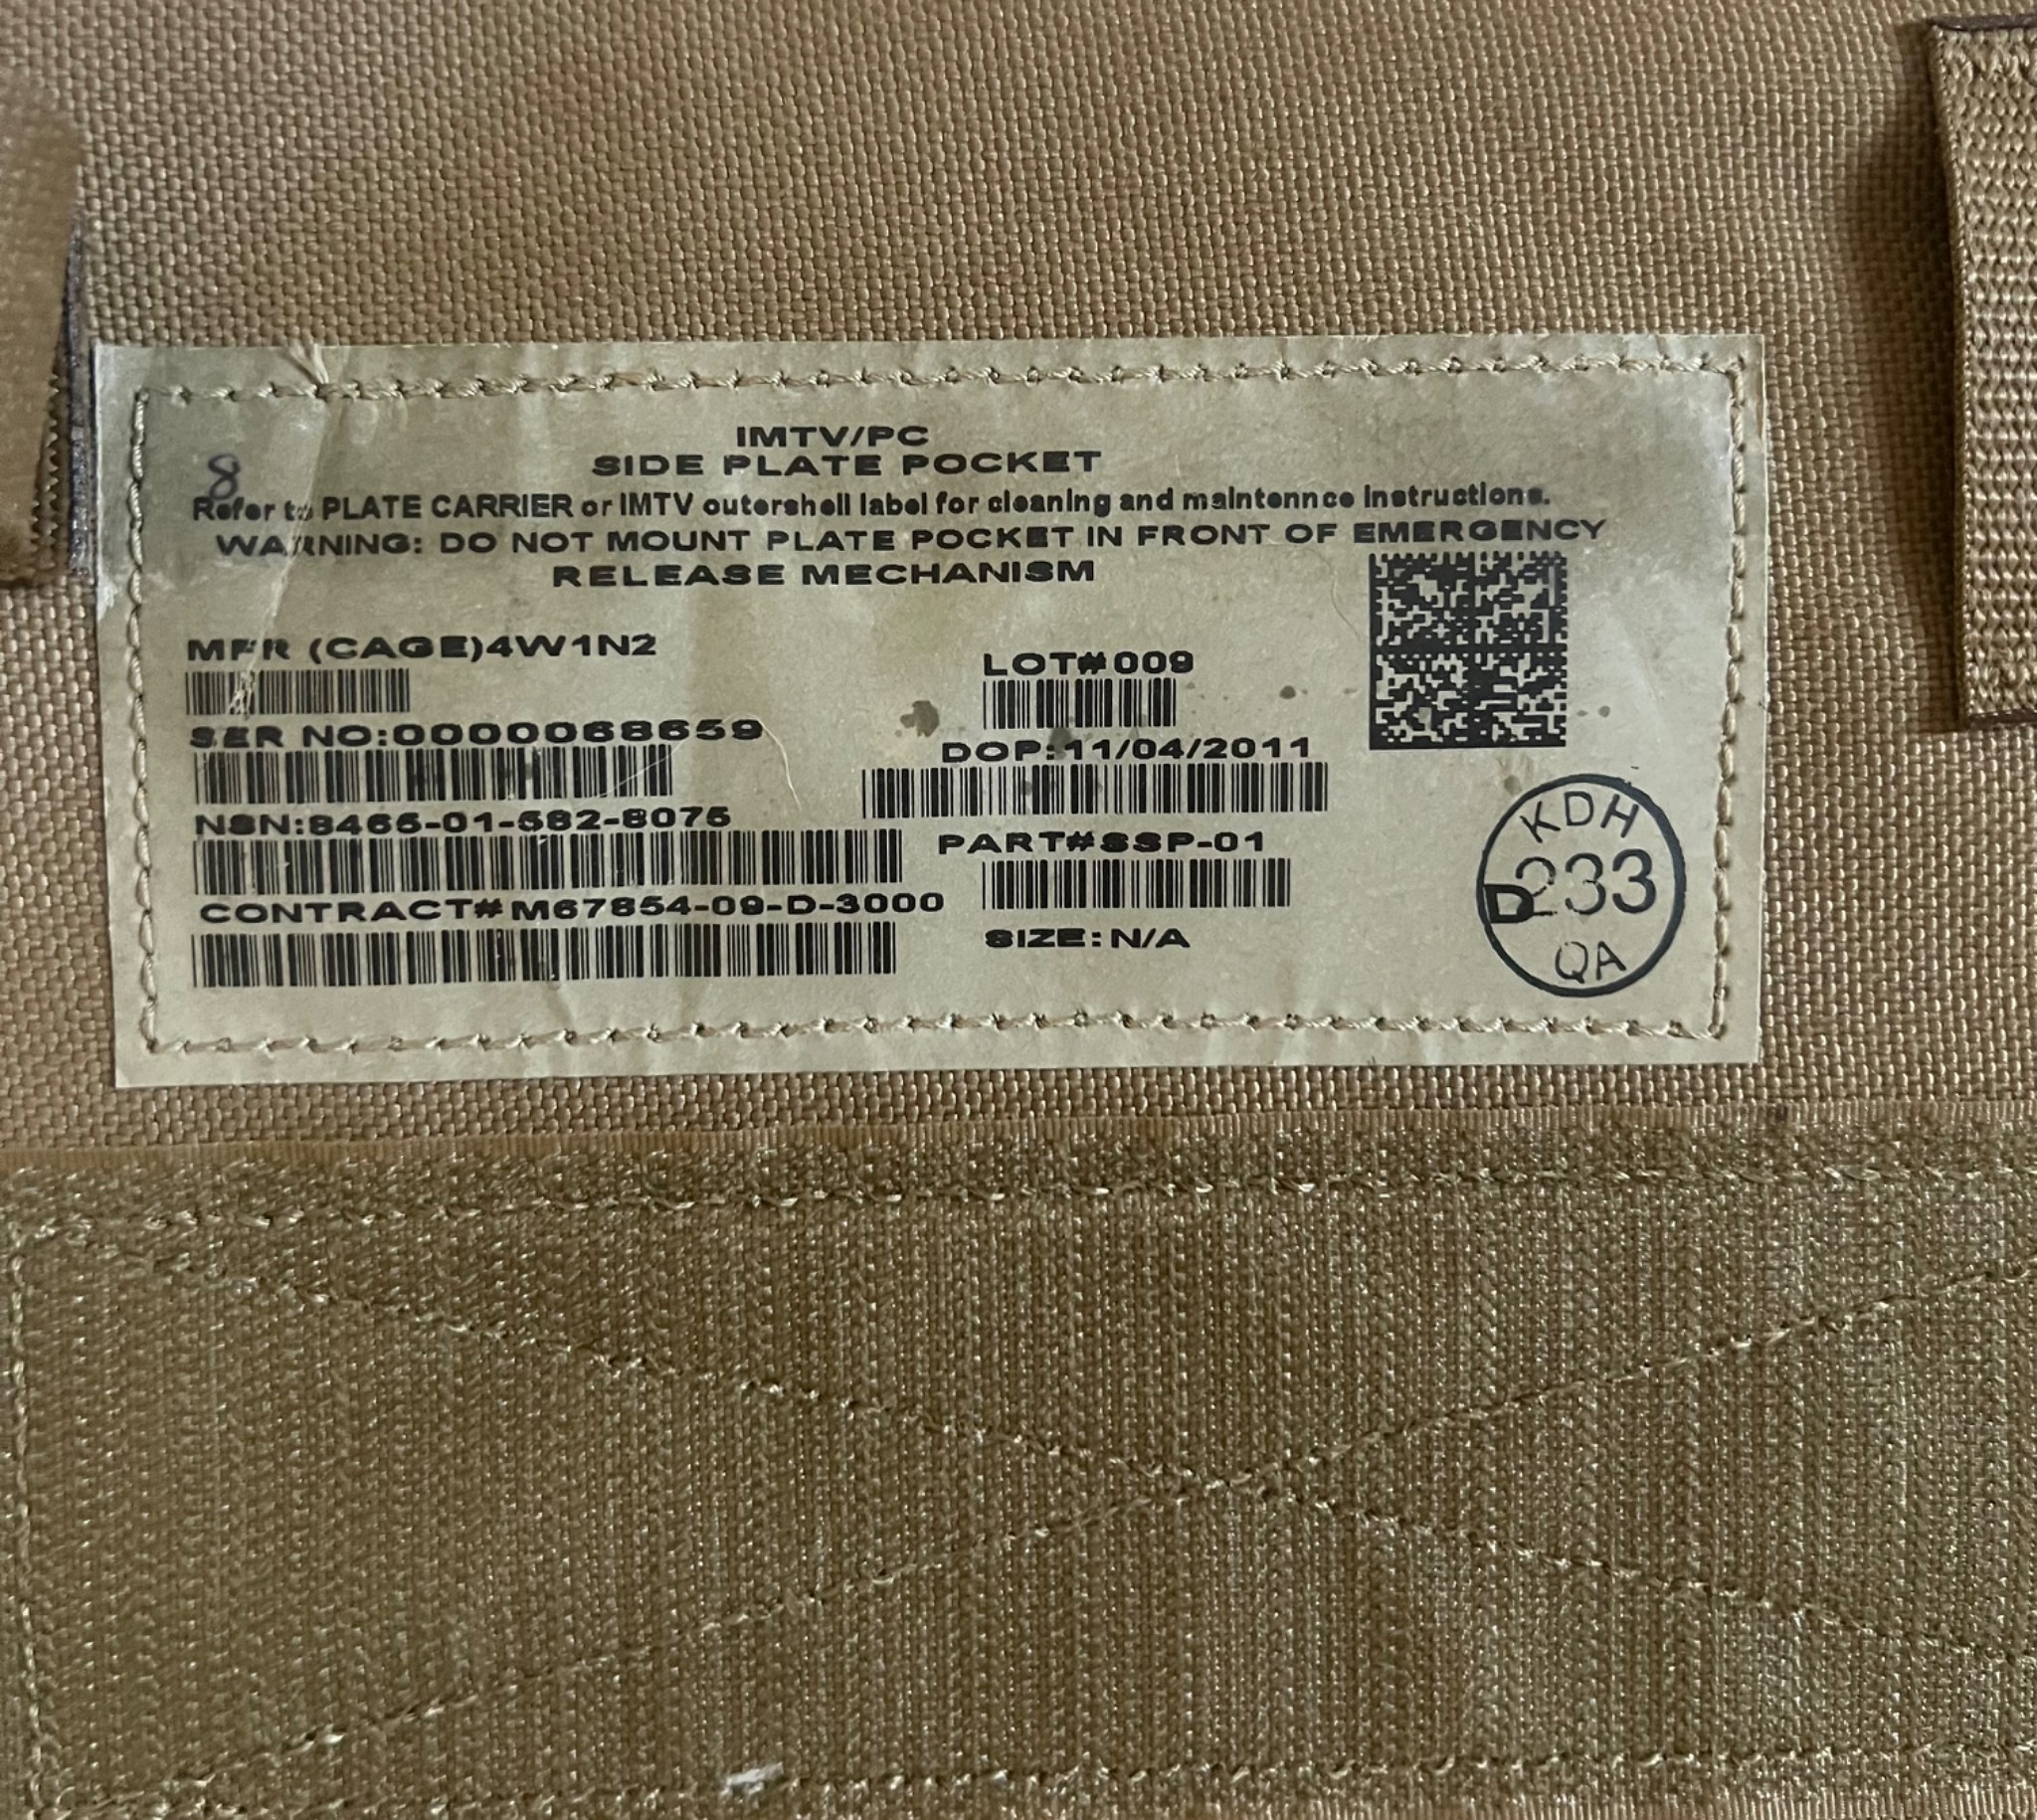 IMTV/PC
SIDE PLATE POCKET
8
Refer to PLATE CARRIER or IMTV outershell label for cleaning and maintennce instructions.
WARNING: DO NOT MOUNT PLATE POCKET IN FRONT OF EMERGENCY
RELEASE MECHANISM
MFR (CAGE)4W1N2
LOT#009
SER NO:0000068659
DOP:11/04/2011
NSN:8465-01-582-8075
PART#SSP-01
CONTRACT#M67854-09-D-3000
SIZE:N/A
KDH
D233
QA